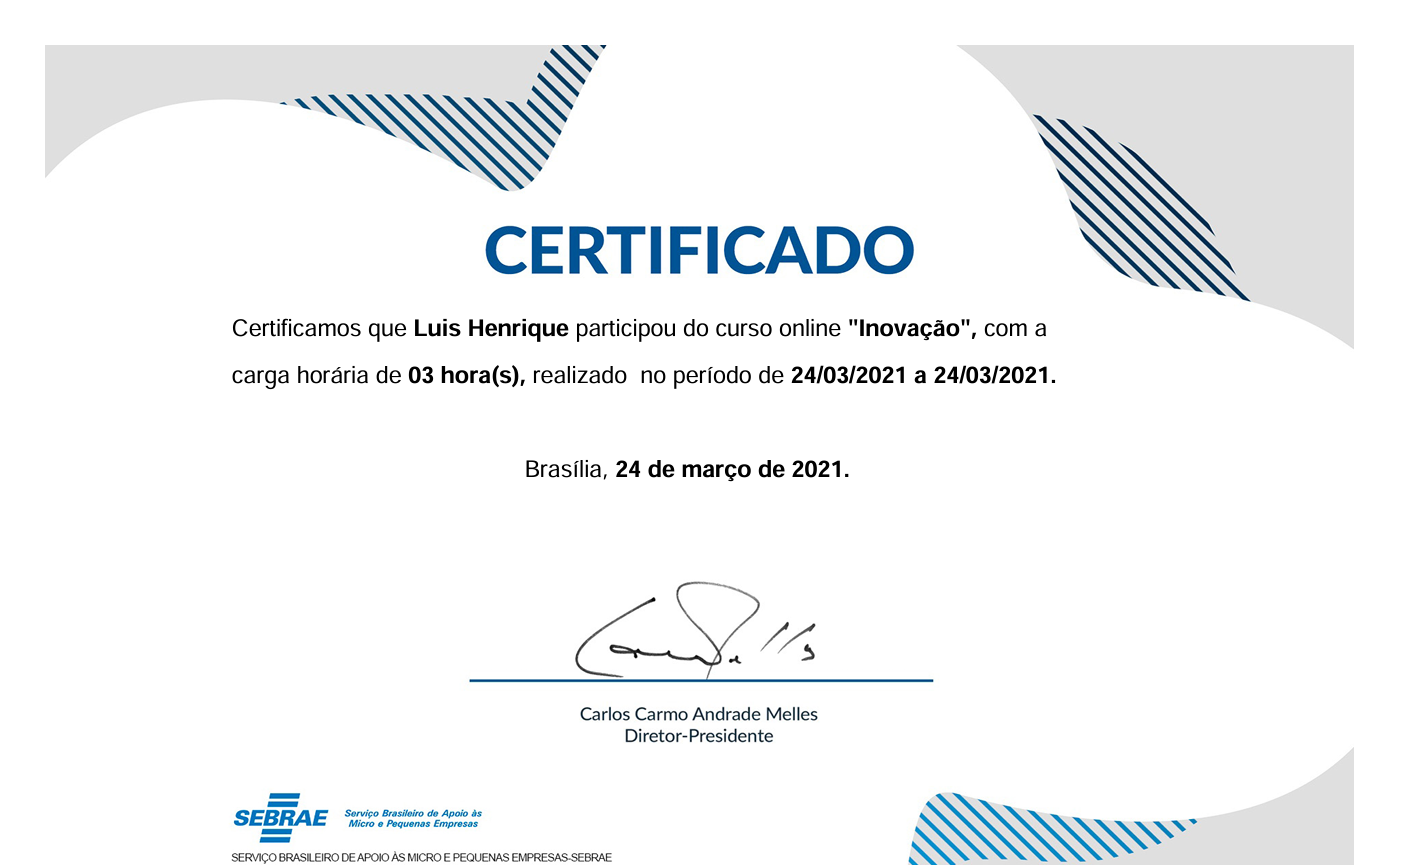 CERTIFICADO
Certificamos que Luis Henrique participou do curso online "Inovação", com a
carga horária de 03 hora(s), realizado  no período de 24/03/2021 a 24/03/2021.
Brasília, 24 de março de 2021.
Carlos Carmo Andrade Melles
Diretor-Presidente
SEBRAE
Serviço Brasileiro de Apoio às
Micro e Pequenas Empresas
SERVIÇO BRASILEIRO DE APOIO ÀS MICRO E PEQUENAS EMPRESAS-SEBRAE